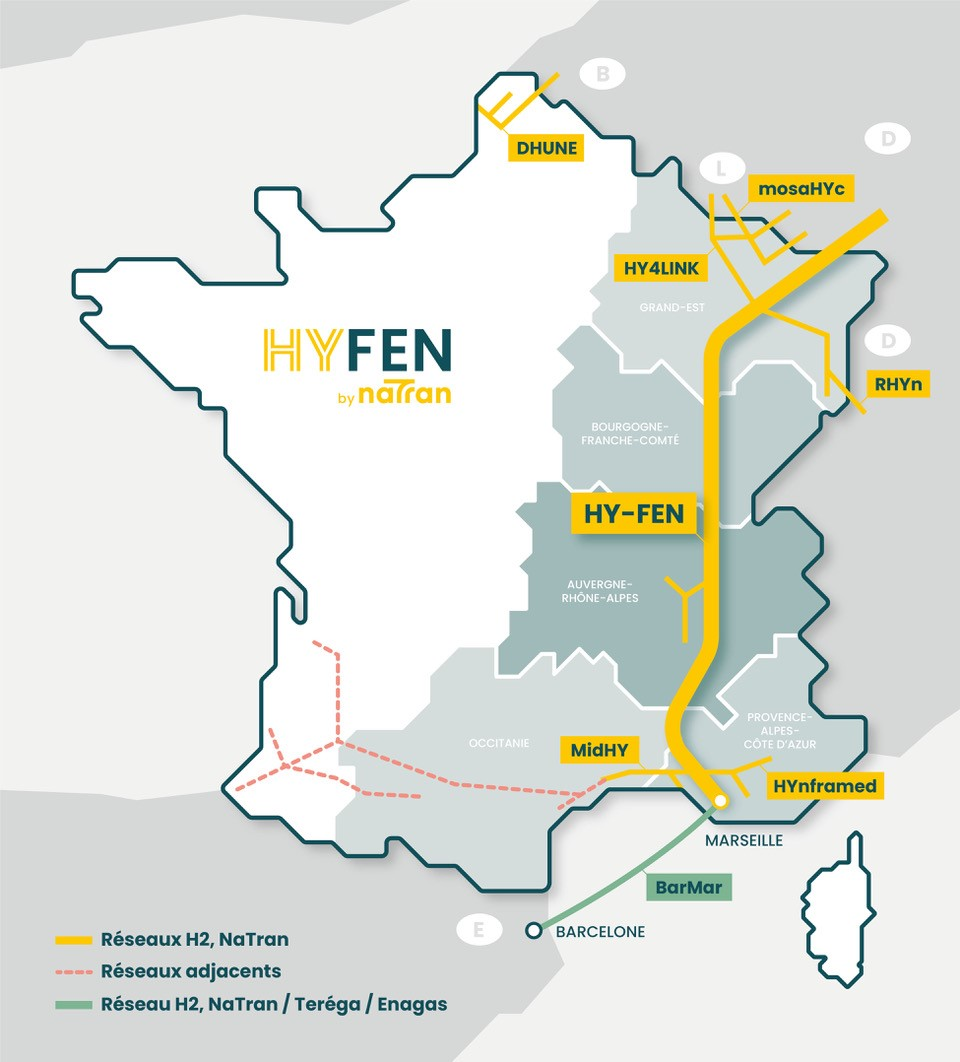 B
DHUNE
D
L
mosaHYc
HY4LINK
GRAND-EST
HYFEN
by naTran
D
RHYn
BOURGOGNE-
FRANCHE-COMTÉ
HY-FEN
AUVERGNE-
RHÔNE-ALPES
OCCITANIE
MidHY
PROVENCE-
ALPES-
CÔTE D'AZUR
HYnframed
MARSEILLE
BarMar
E
BARCELONE
Réseaux H2, NaTran
Réseaux adjacents
Réseau H2, NaTran / Teréga / Enagas